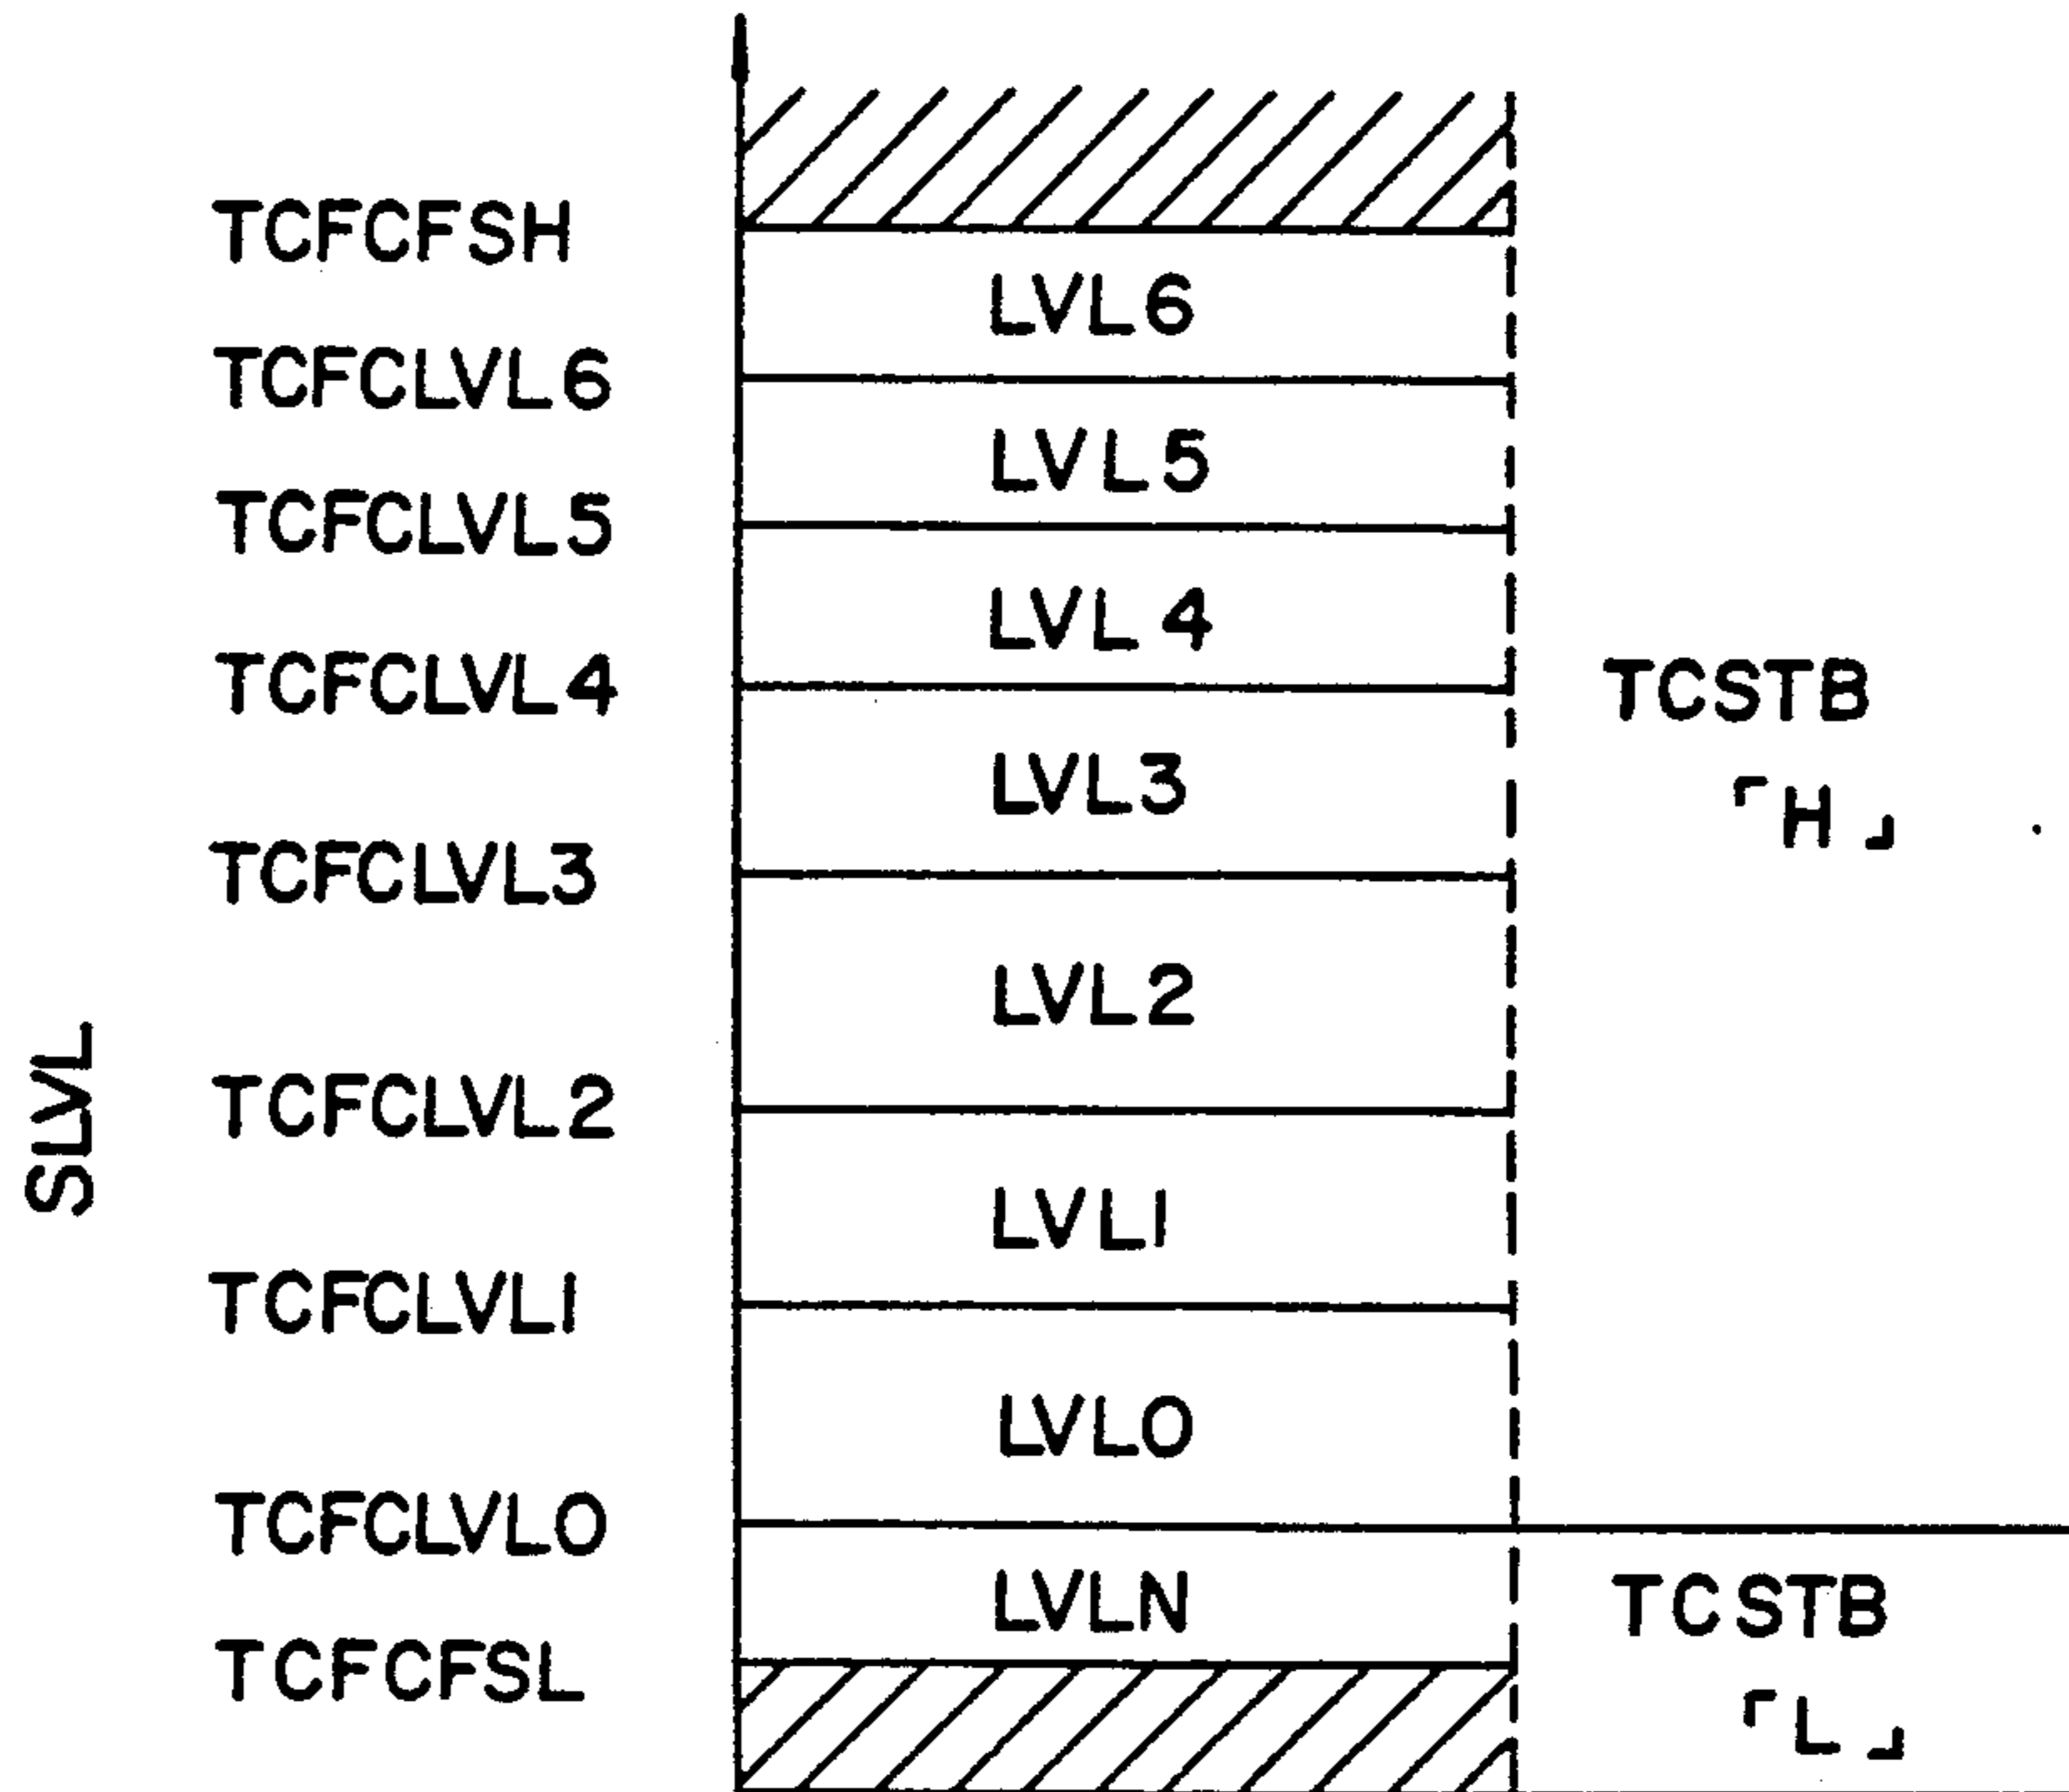 TCFCFSH
LVL6
TCFCLVL6
LVL5
TCFCLVL5
LVL4
TCFCLVL4
TCSTB
LVL3
「H」
TCFCLVL3
LVL2
SLVL
TCFCLVL2
LVL1
TCFCLVL1
LVL0
TCFCLVL0
LVLN
TCSTB
TCFCFSL
「L」